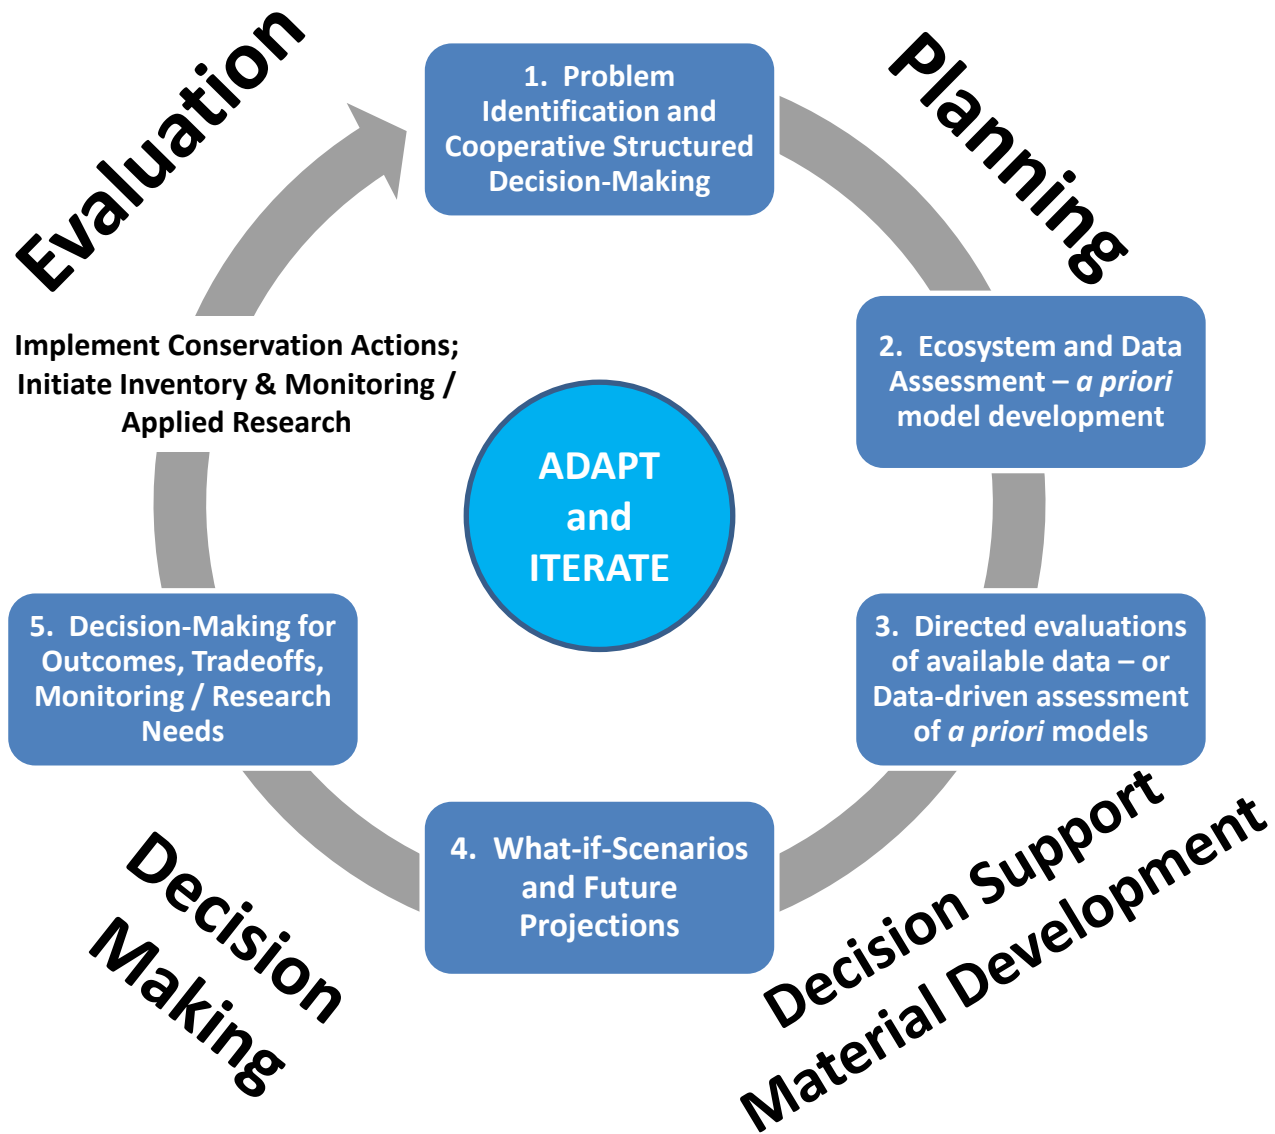 Evaluation
Planning
1. Problem
Identification and
Cooperative Structured
Decision-Making
2. Ecosystem and Data
Assessment – a priori
model development
3. Directed evaluations
of available data – or
Data-driven assessment
of a priori models
Decision Support
Material Development
4. What-if-Scenarios
and Future
Projections
Decision
Making
5. Decision-Making for
Outcomes, Tradeoffs,
Monitoring / Research
Needs
Implement Conservation Actions;
Initiate Inventory & Monitoring /
Applied Research
ADAPT
and
ITERATE